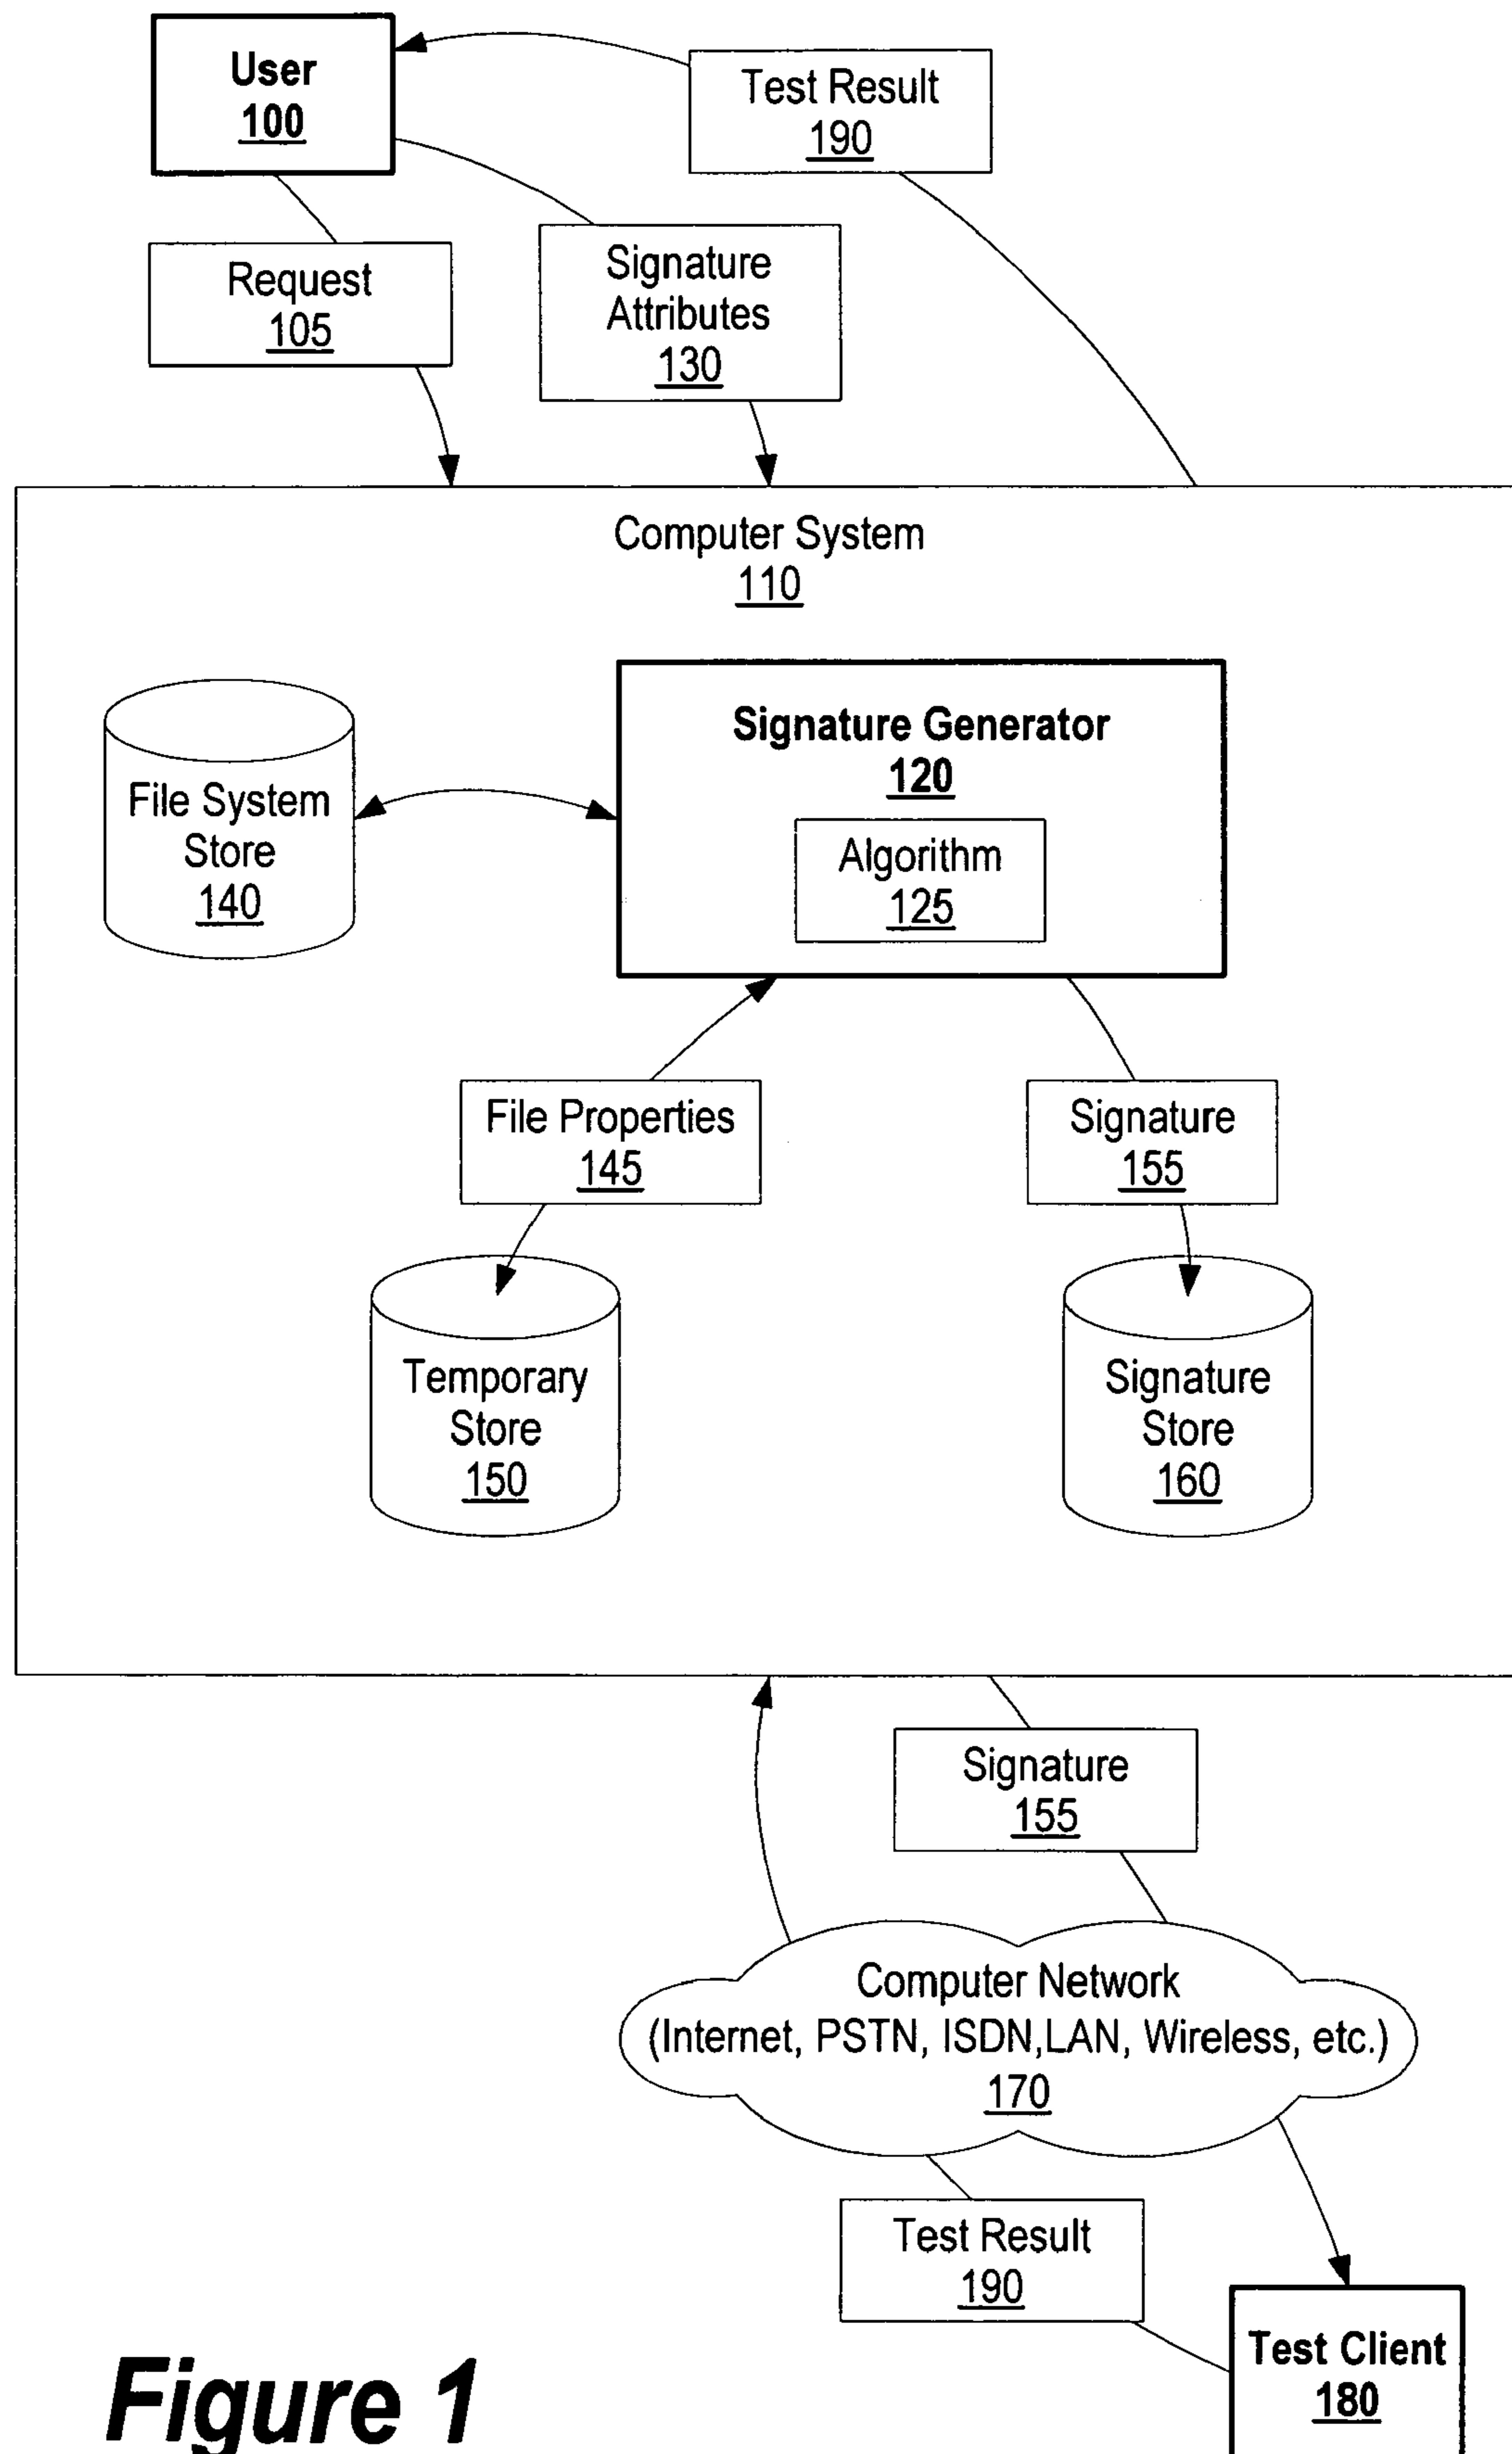 User
100
Test Result
190
Request
105
Signature
Attributes
130
Computer System
110
File System
Store
140
Signature Generator
120
Algorithm
125
File Properties
145
Signature
155
Temporary
Store
150
Signature
Store
160
Signature
155
Computer Network
(Internet, PSTN, ISDN,LAN, Wireless, etc.)
170
Test Result
190
Test Client
180
Figure 1